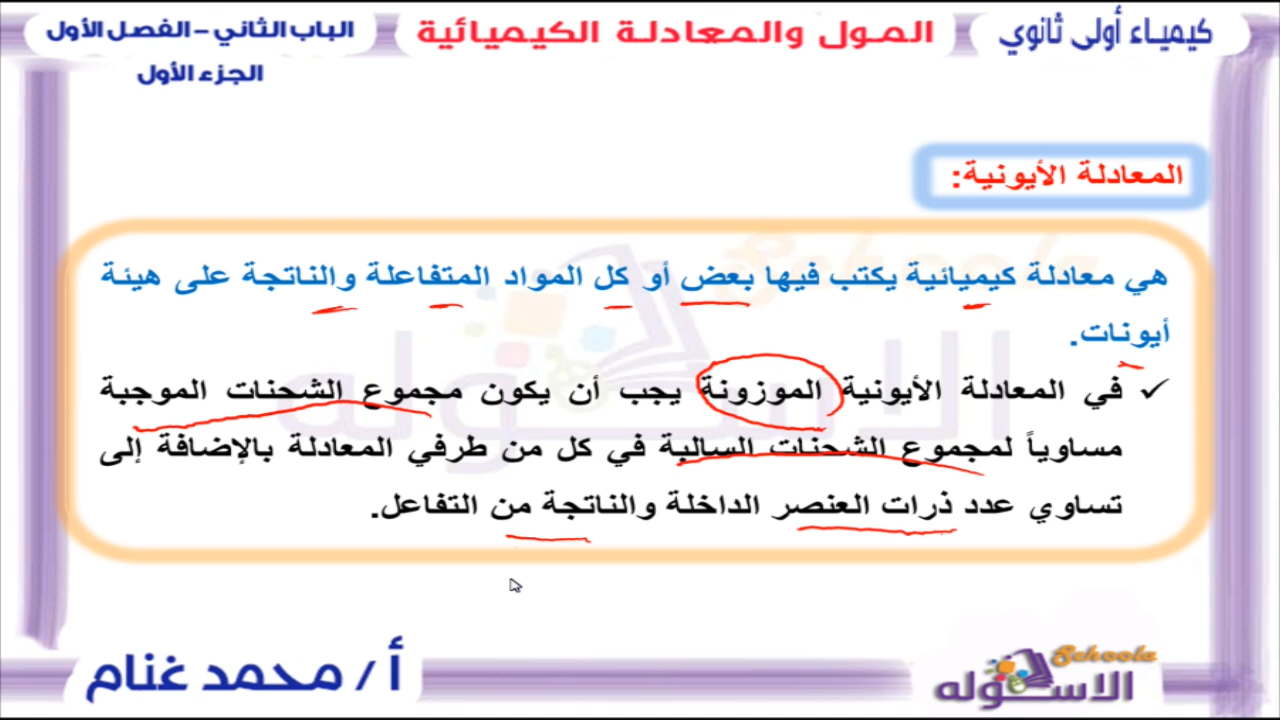 كيمياء أولى ثانوي
المول والمعادلة الكيميائية
الباب الثاني – الفصل الأول
الجزء الأول
المعادلة الأيونية:
هي معادلة كيميائية يكتب فيها بعض أو كل المواد المتفاعلة والناتجة على هيئة
أيونات.
✓ في المعادلة الأيونية الموزونة يجب أن يكون مجموع الشحنات الموجبة
مساوياً لمجموع الشحنات السالبة في كل من طرفي المعادلة بالإضافة إلى
تساوي عدد ذرات العنصر الداخلة والناتجة من التفاعل.
Schoola
الاسكوله
أ / محمد غنام